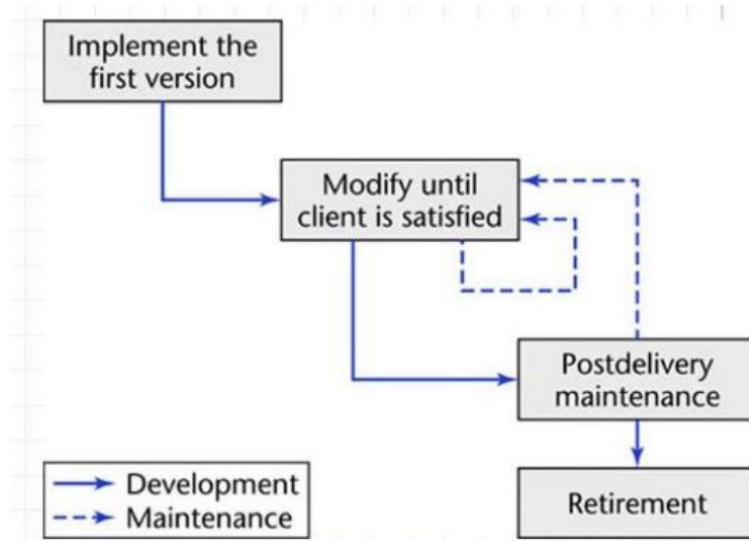 Implement the
first version
Modify until
client is satisfied
Postdelivery
maintenance
Retirement
Development
Maintenance